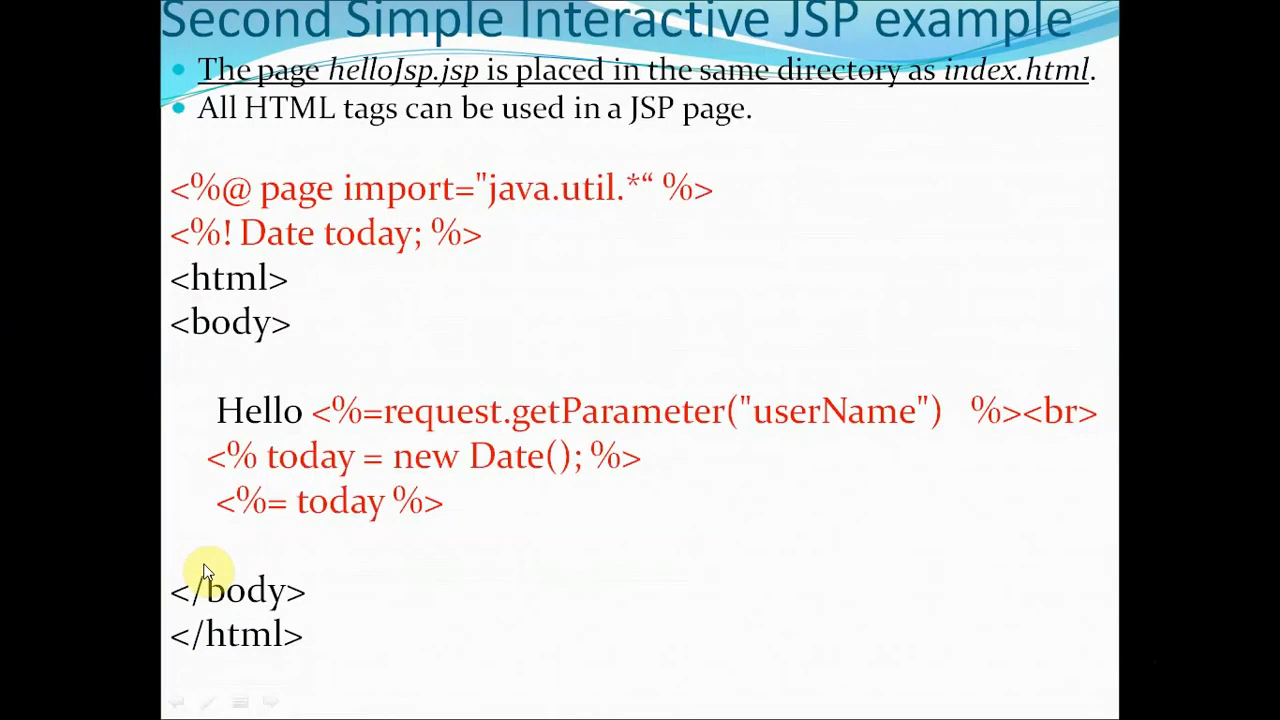 Second Simple Interactive JSP example
The page helloJsp.jsp is placed in the same directory as index.html.
All HTML tags can be used in a JSP page.
<%@ page import="java.util.*“ %>
<%! Date today; %>
<html>
<body>
Hello <%=request.getParameter("userName")   %><br>
<% today = new Date(); %>
<%= today %>
</body>
</html>